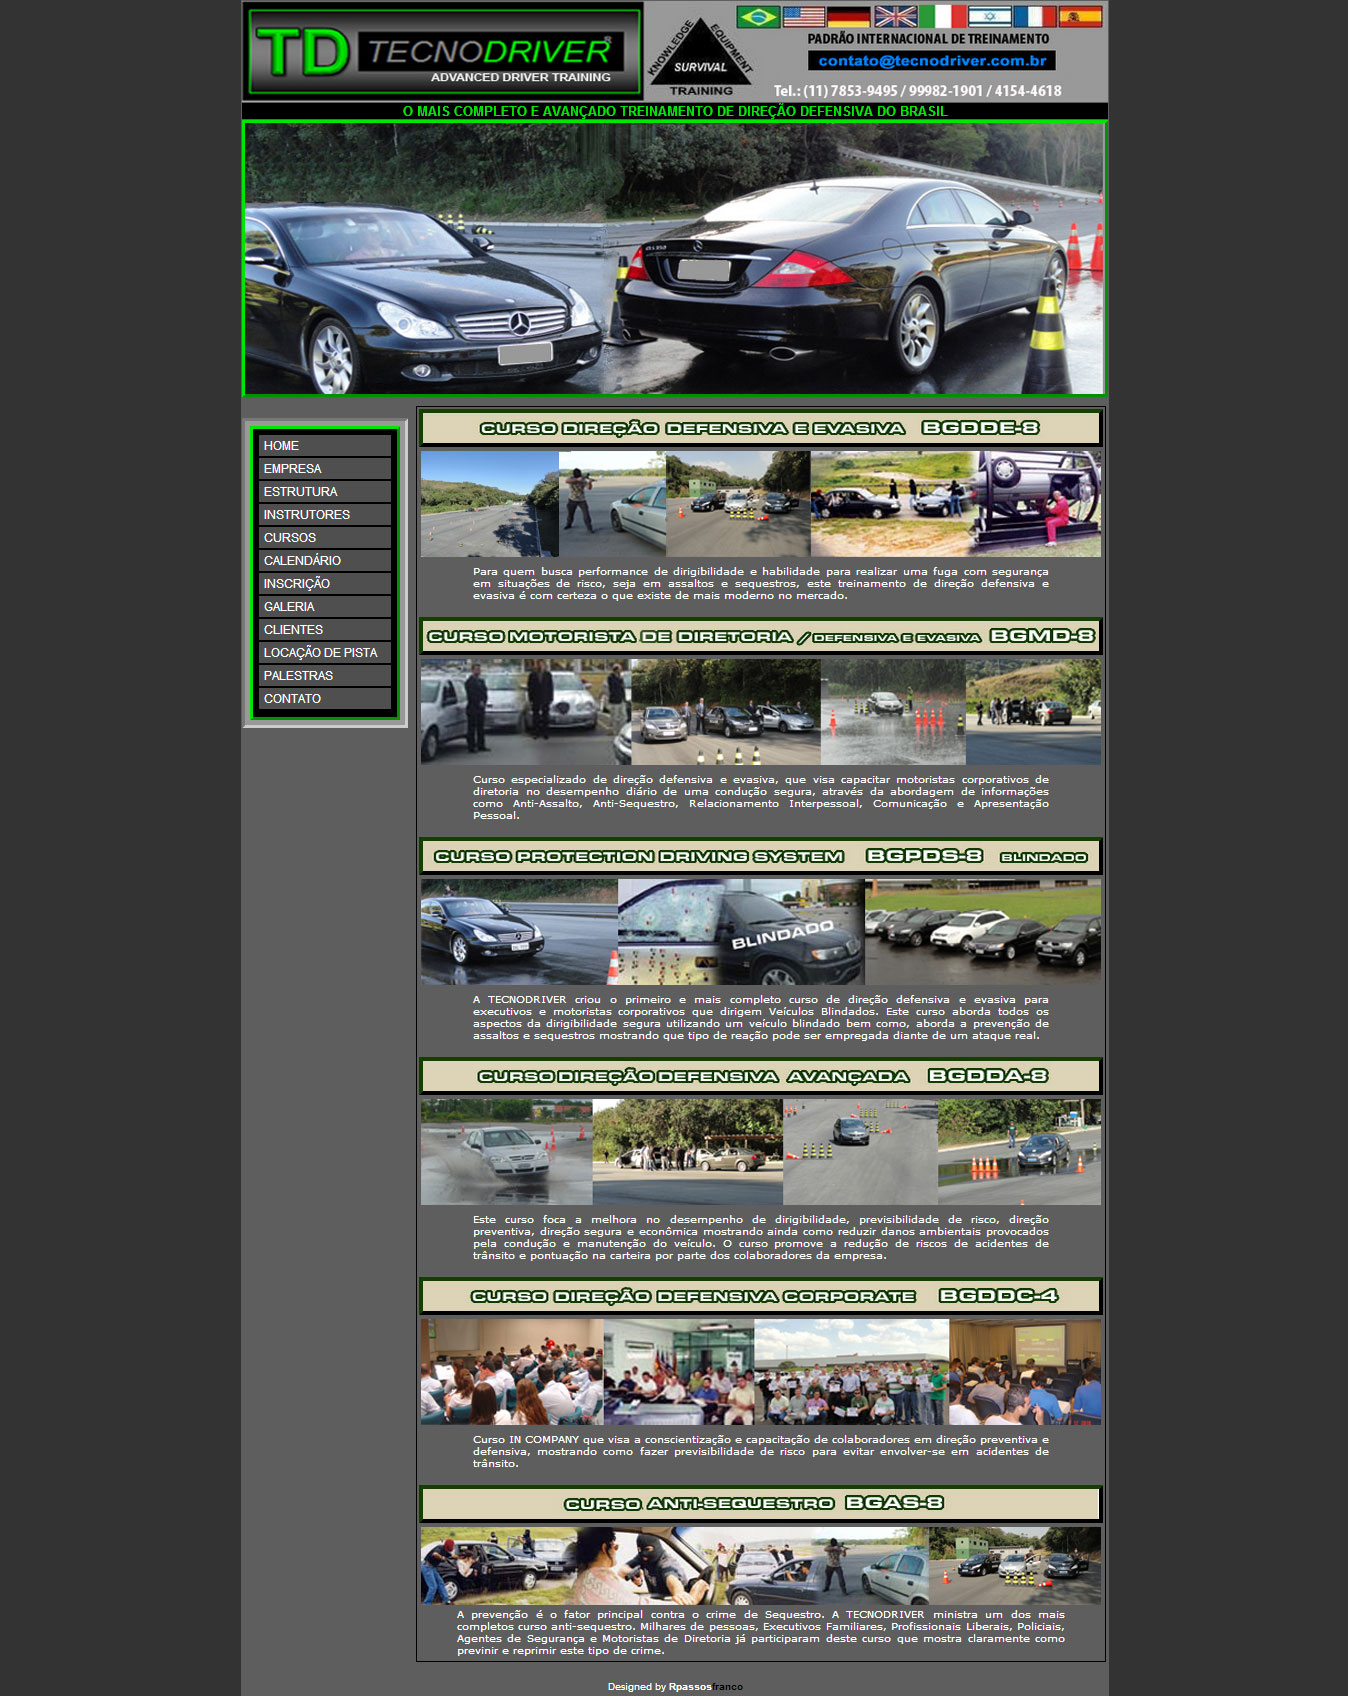 TD TECNODRIVER®
ADVANCED DRIVER TRAINING
KNOWLEDGE
EQUIPMENT
SURVIVAL
TRAINING
PADRÃO INTERNACIONAL DE TREINAMENTO
contato@tecnodriver.com.br
Tel.: (11) 7853-9495 / 99982-1901 / 4154-4618
O MAIS COMPLETO E AVANÇADO TREINAMENTO DE DIREÇÃO DEFENSIVA DO BRASIL
HOME
EMPRESA
ESTRUTURA
INSTRUTORES
CURSOS
CALENDÁRIO
INSCRIÇÃO
GALERIA
CLIENTES
LOCAÇÃO DE PISTA
PALESTRAS
CONTATO
CURSO DIREÇÃO DEFENSIVA E EVASIVA BGDDE-8
Para quem busca performance de dirigibilidade e habilidade para realizar uma fuga com segurança
em situações de risco, seja em assaltos e sequestros, este treinamento de direção defensiva e
evasiva é com certeza o que existe de mais moderno no mercado.
CURSO MOTORISTA DE DIRETORIA / DEFENSIVA E EVASIVA BGMD-8
Curso especializado de direção defensiva e evasiva, que visa capacitar motoristas corporativos de
diretoria no desempenho diário de uma condução segura, através da abordagem de informações
como Anti-Assalto, Anti-Sequestro, Relacionamento Interpessoal, Comunicação e Apresentação
Pessoal.
CURSO PROTECTION DRIVING SYSTEM BGPDS-8 BLINDADO
BLINDADO
A TECNODRIVER criou o primeiro e mais completo curso de direção defensiva e evasiva para
executivos e motoristas corporativos que dirigem Veículos Blindados. Este curso aborda todos os
aspectos da dirigibilidade segura utilizando um veículo blindado bem como, aborda a prevenção de
assaltos e sequestros mostrando que tipo de reação pode ser empregada diante de um ataque real.
CURSO DIREÇÃO DEFENSIVA AVANÇADA BGDDA-8
Este curso foca a melhora no desempenho de dirigibilidade, previsibilidade de risco, direção
preventiva, direção segura e econômica mostrando ainda como reduzir danos ambientais provocados
pela condução e manutenção do veículo. O curso promove a redução de riscos de acidentes de
trânsito e pontuação na carteira por parte dos colaboradores da empresa.
CURSO DIREÇÃO DEFENSIVA CORPORATE BGDDC-4
Curso IN COMPANY que visa a conscientização e capacitação de colaboradores em direção preventiva e
defensiva, mostrando como fazer previsibilidade de risco para evitar envolver-se em acidentes de
trânsito.
CURSO ANTI-SEQUESTRO BGAS-8
A prevenção é o fator principal contra o crime de Sequestro. A TECNODRIVER ministra um dos mais
completos curso anti-sequestro. Milhares de pessoas, Executivos Familiares, Profissionais Liberais, Policiais,
Agentes de Segurança e Motoristas de Diretoria já participaram deste curso que mostra claramente como
previnir e reprimir este tipo de crime.
Designed by Rpassosfranco